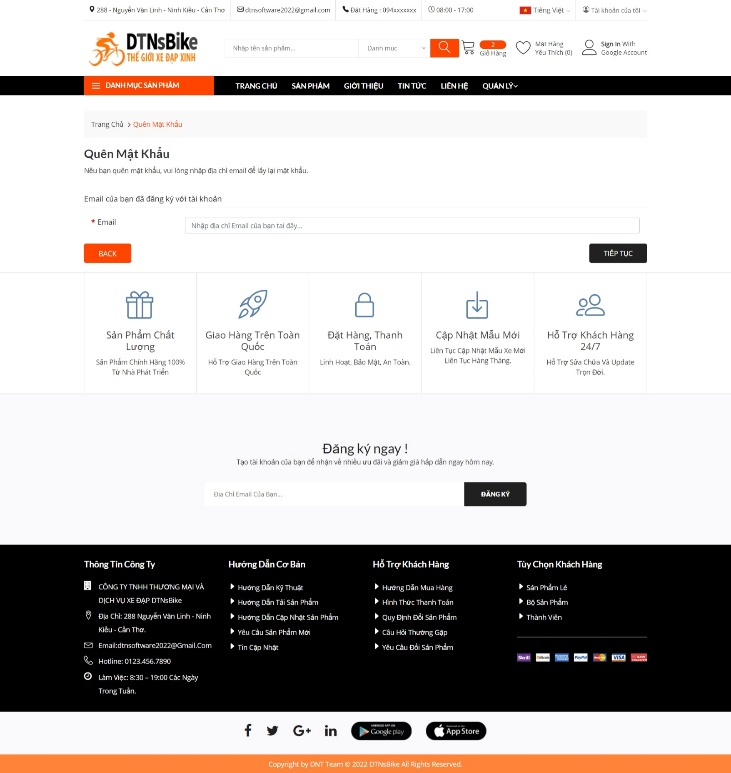 288 - Nguyễn Văn Linh - Ninh Kiều - Cần Thơ
dtnsoftware2022@gmail.com
Đặt Hàng : 094xxxxxxx
08:00 - 17:00
Tiếng Việt
Tài khoản của tôi
DTNsBike
THẾ GIỚI XE ĐẠP XỊNH
Nhập tên sản phẩm...
Danh mục
2
Giỏ Hàng
Mặt Hàng
Yêu Thích (0)
Sign In With
Google Account
DANH MỤC SẢN PHẨM
TRANG CHỦ
SẢN PHẨM
GIỚI THIỆU
TIN TỨC
LIÊN HỆ
QUẢN LÝ
Trang Chủ > Quên Mật Khẩu
Quên Mật Khẩu
Nếu bạn quên mật khẩu, vui lòng nhập địa chỉ email để lấy lại mật khẩu.
Email của bạn đã đăng ký với tài khoản
* Email
Nhập địa chỉ Email của bạn tại đây...
BACK
TIẾP TỤC
Sản Phẩm Chất
Lượng
Sản Phẩm Chính Hãng 100%
Từ Nhà Phát Triển
Giao Hàng Trên Toàn
Quốc
Hỗ Trợ Giao Hàng Trên Toàn
Quốc
Đặt Hàng, Thanh
Toán
Linh Hoạt, Bảo Mật, An Toàn.
Cập Nhật Mẫu Mới
Liên Tục Cập Nhật Mẫu Xe Mới
Liên Tục Hàng Tháng.
Hỗ Trợ Khách Hàng
24/7
Hỗ Trợ Sửa Chữa Và Update
Trọn Đời.
Đăng ký ngay !
Tạo tài khoản của bạn để nhận về nhiều ưu đãi và giảm giá hấp dẫn ngay hôm nay.
Địa Chỉ Email Của Bạn...
ĐĂNG KÝ
Thông Tin Công Ty
CÔNG TY TNHH THƯƠNG MẠI VÀ
DỊCH VỤ XE ĐẠP DTNsBike
Địa Chỉ: 288 Nguyễn Văn Linh - Ninh
Kiều - Cần Thơ.
Email:dtnsoftware2022@Gmail.Com
Hotline: 0123.456.7890
Làm Việc: 8:30 – 19:00 Các Ngày
Trong Tuần.
Hướng Dẫn Cơ Bản
Hướng Dẫn Kỹ Thuật
Hướng Dẫn Tải Sản Phẩm
Hướng Dẫn Cập Nhật Sản Phẩm
Yêu Cầu Sản Phẩm Mới
Tin Cập Nhật
Hỗ Trợ Khách Hàng
Hướng Dẫn Mua Hàng
Hình Thức Thanh Toán
Quy Định Đổi Sản Phẩm
Câu Hỏi Thường Gặp
Yêu Cầu Đổi Sản Phẩm
Tùy Chọn Khách Hàng
Sản Phẩm Lẻ
Bộ Sản Phẩm
Thành Viên
Skrill
PayPal
VISA
ANDROID APP ON
Google play
App Store
Copyright by DNT Team © 2022 DTNsBike All Rights Reserved.